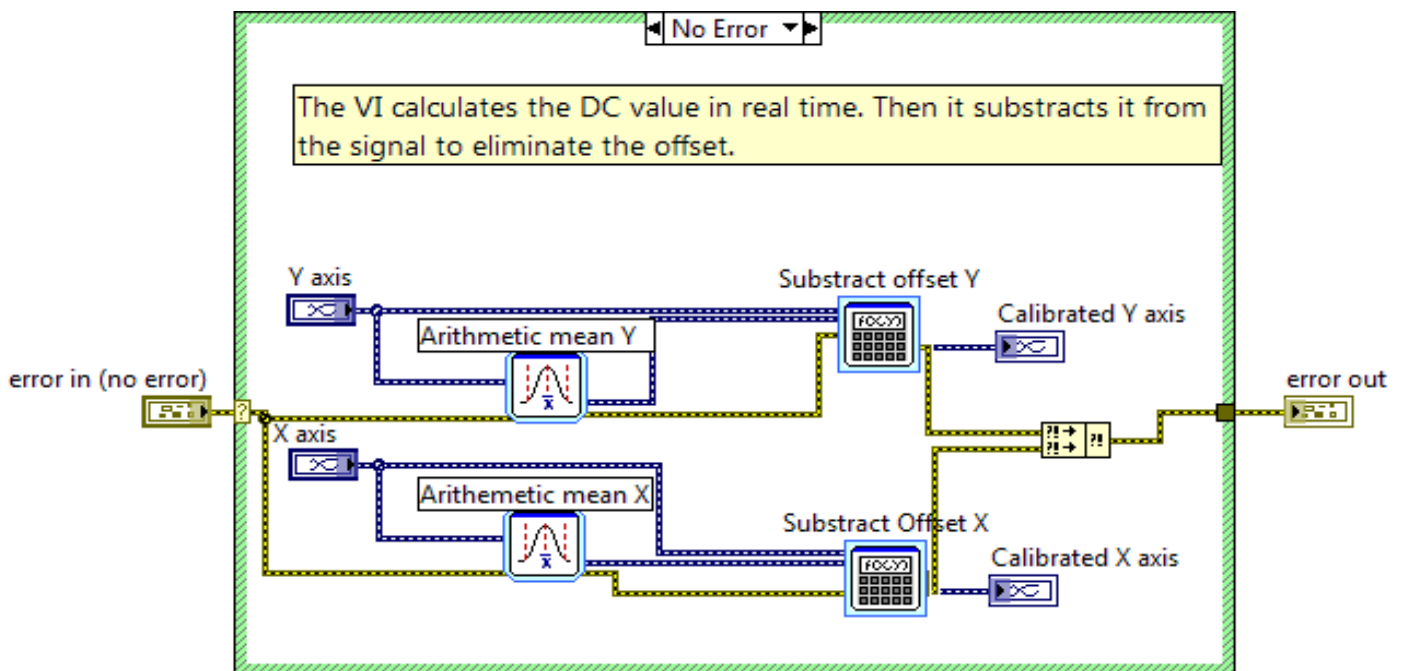 No Error
The VI calculates the DC value in real time. Then it substracts it from
the signal to eliminate the offset.
Y axis
Substract offset Y
Calibrated Y axis
Arithmetic mean Y
f(x,y)
x̄
error in (no error)
error out
?
X axis
?!
?!
?!
Arithemetic mean X
Substract Offset X
f(x,y)
x̄
Calibrated X axis